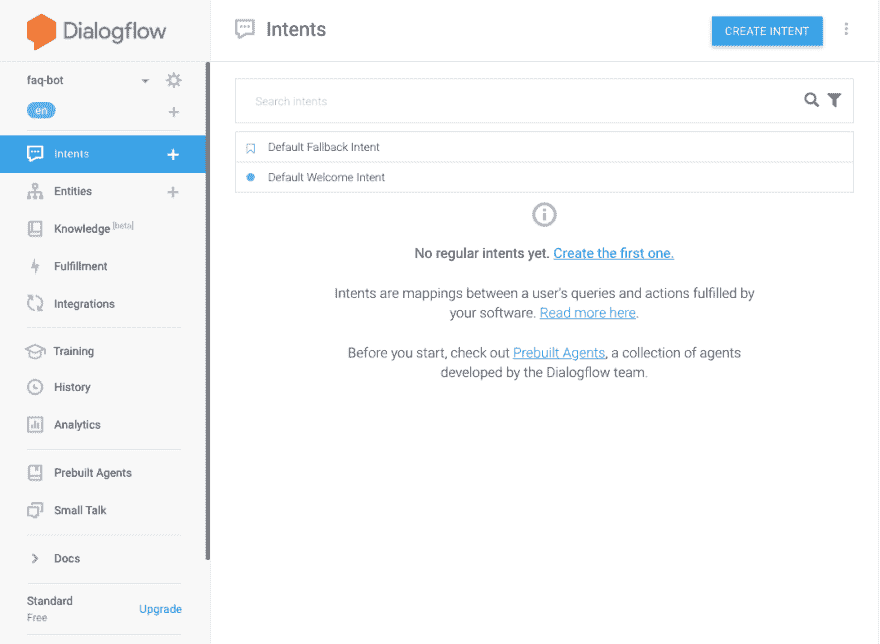 Dialogflow
faq-bot
en
Intents
Entities
Knowledge [beta]
Fulfillment
Integrations
Training
History
Analytics
Prebuilt Agents
Small Talk
Docs
Standard
Free
Upgrade
Intents
CREATE INTENT
Search intents
Default Fallback Intent
Default Welcome Intent
No regular intents yet. Create the first one.
Intents are mappings between a user's queries and actions fulfilled by
your software. Read more here.
Before you start, check out Prebuilt Agents, a collection of agents
developed by the Dialogflow team.